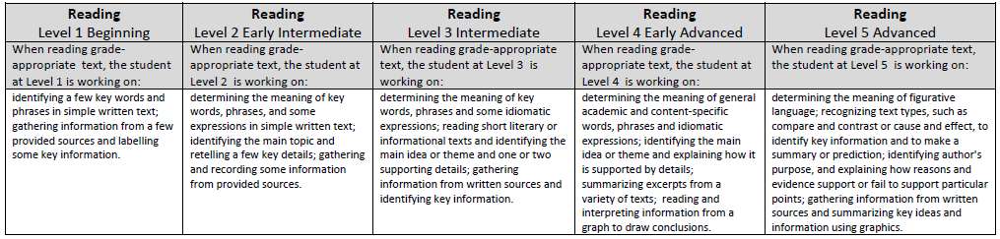 Reading
Level 1 Beginning
Reading
Level 2 Early Intermediate
Reading
Level 3 Intermediate
Reading
Level 4 Early Advanced
Reading
Level 5 Advanced
When reading grade-
appropriate text, the student
at Level 1 is working on:
When reading grade-
appropriate text, the student at
Level 2 is working on:
When reading grade-appropriate
text, the student at Level 3 is
working on:
When reading grade-
appropriate text, the student at
Level 4 is working on:
When reading grade-appropriate text,
the student at Level 5 is working on:
identifying a few key words and
phrases in simple written text;
gathering information from a few
provided sources and labelling
some key information.
determining the meaning of key
words, phrases, and some
expressions in simple written text;
identifying the main topic and
retelling a few key details; gathering
and recording some information
from provided sources.
determining the meaning of key
words, phrases and some idiomatic
expressions; reading short literary or
informational texts and identifying the
main idea or theme and one or two
supporting details; gathering
information from written sources and
identifying key information.
determining the meaning of general
academic and content-specific
words, phrases and idiomatic
expressions; identifying the main
idea or theme and explaining how it
is supported by details;
summarizing excerpts from a
variety of texts; reading and
interpreting information from a
graph to draw conclusions.
determining the meaning of figurative
language; recognizing text types, such as
compare and contrast or cause and effect, to
identify key information and to make a
summary or prediction; identifying author's
purpose, and explaining how reasons and
evidence support or fail to support particular
points; gathering information from written
sources and summarizing key ideas and
information using graphics.